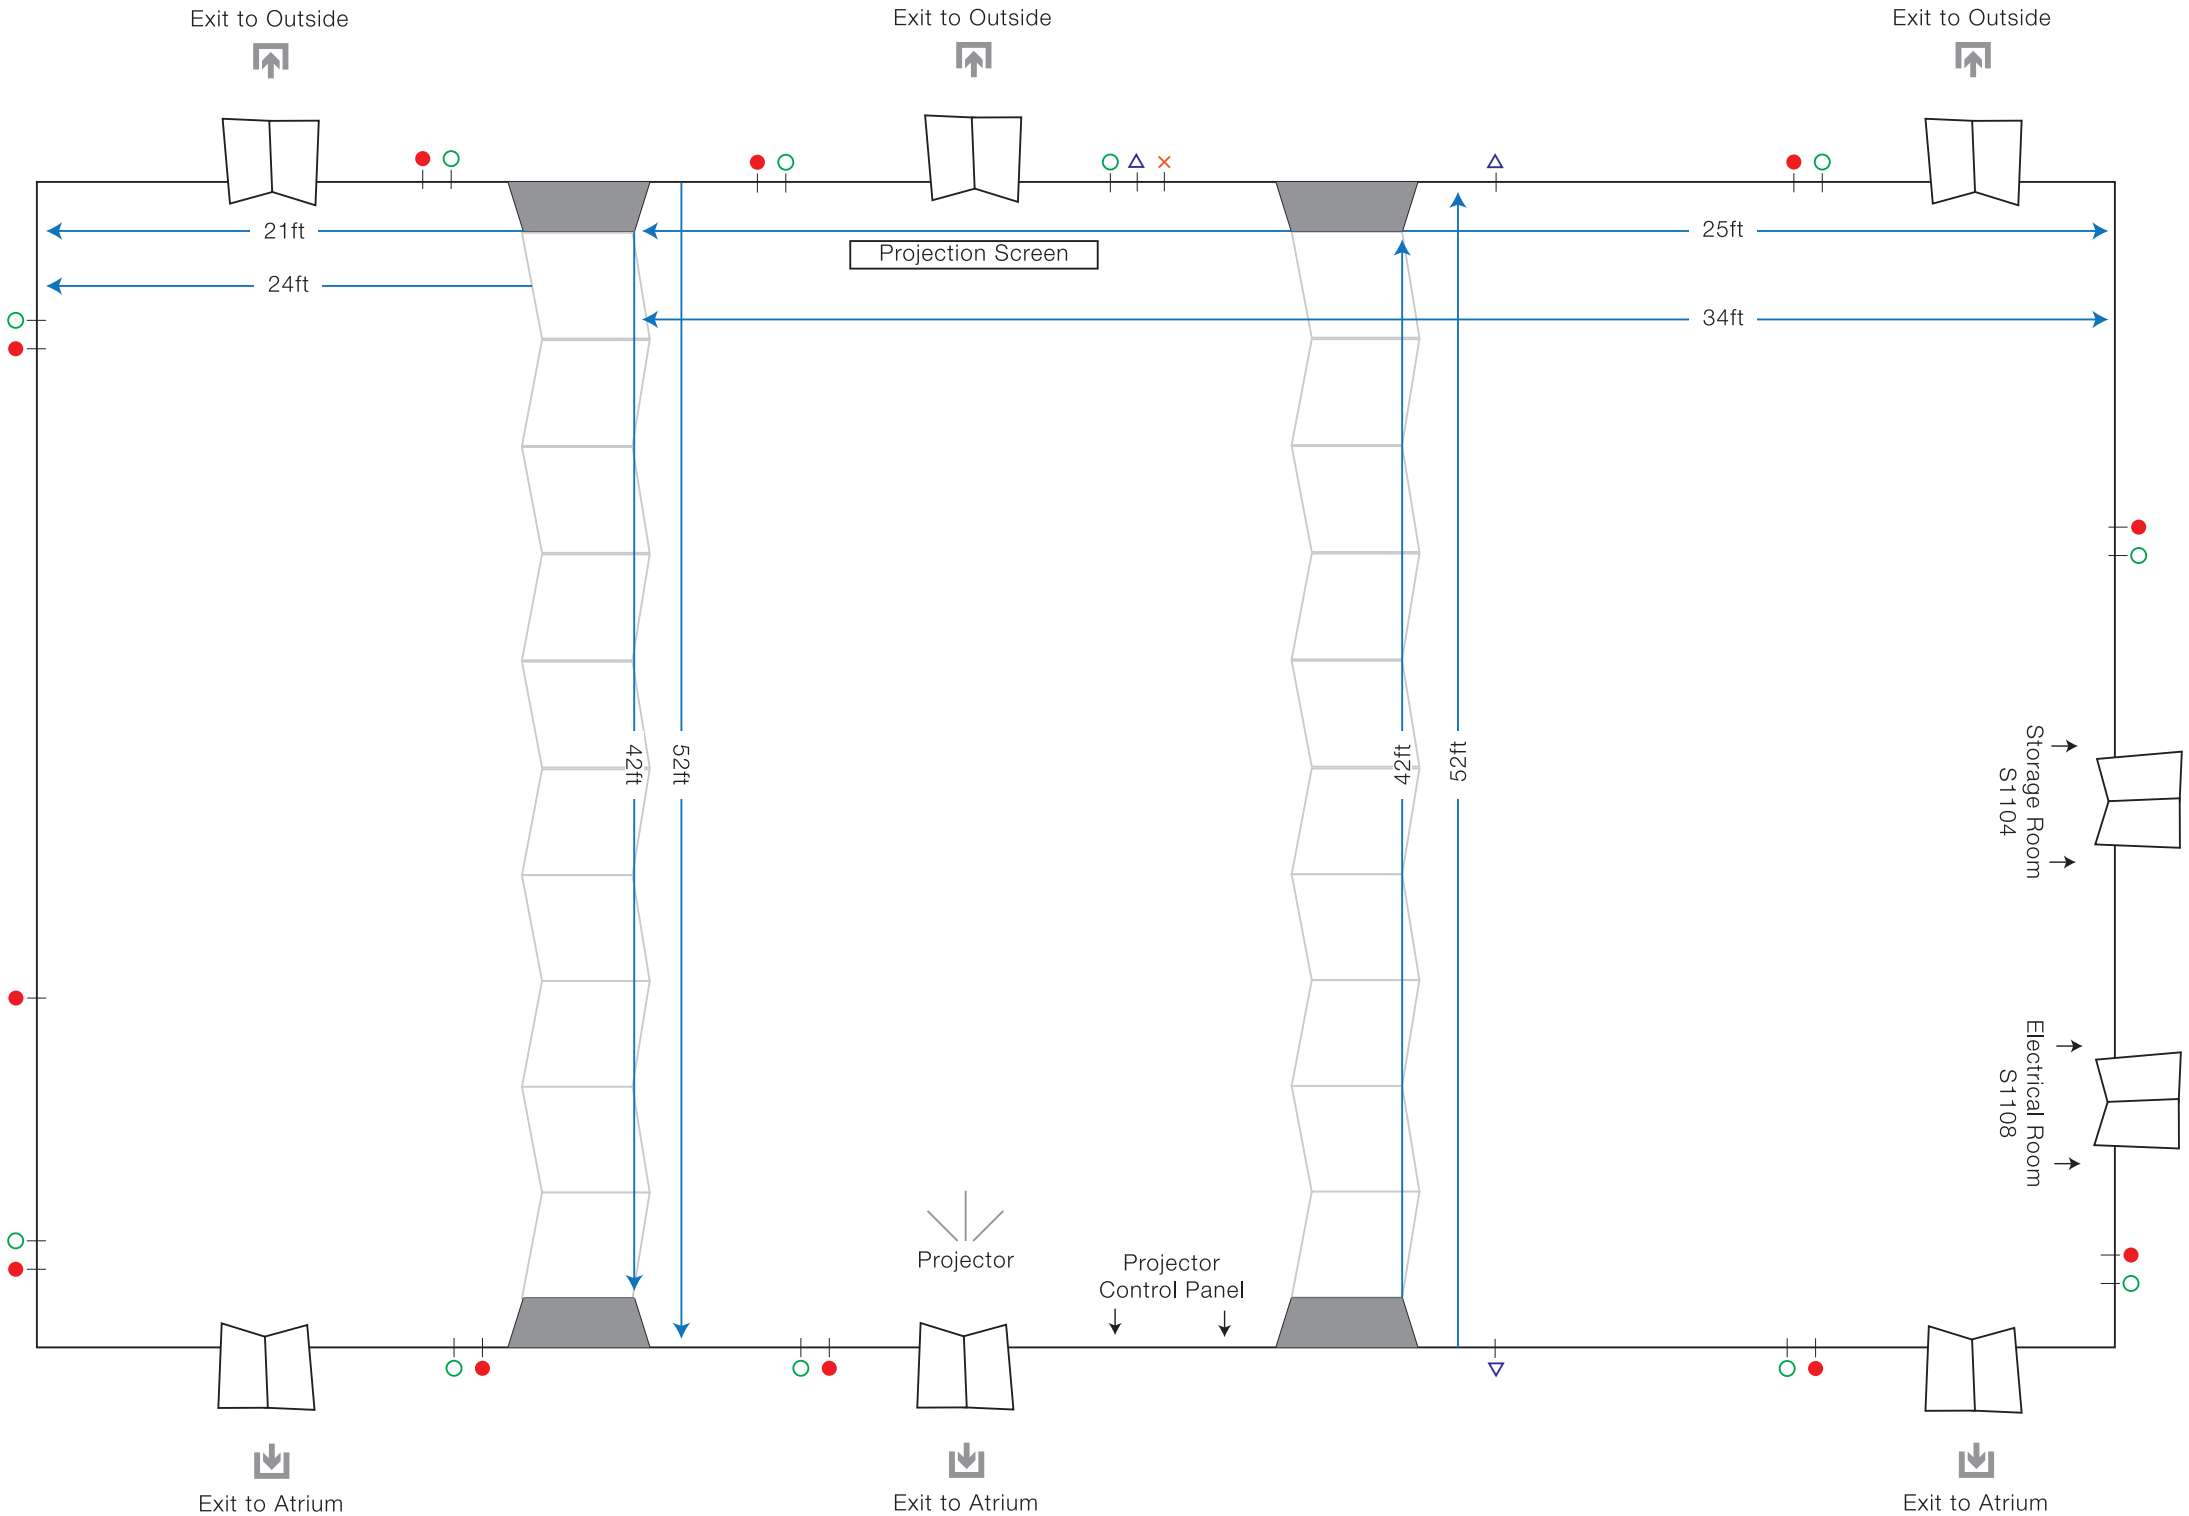 Exit to Outside
Exit to Outside
Exit to Outside
21ft
25ft
Projection Screen
24ft
34ft
42ft
52ft
42ft
52ft
Storage Room
S1104
Electrical Room
S1108
Projector
Projector
Control Panel
Exit to Atrium
Exit to Atrium
Exit to Atrium